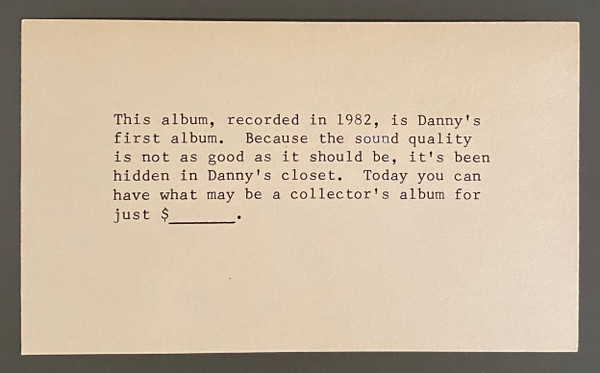 This album, recorded in 1982, is Danny's
first album.  Because the sound quality
is not as good as it should be, it's been
hidden in Danny's closet.  Today you can
have what may be a collector's album for
just $_______.